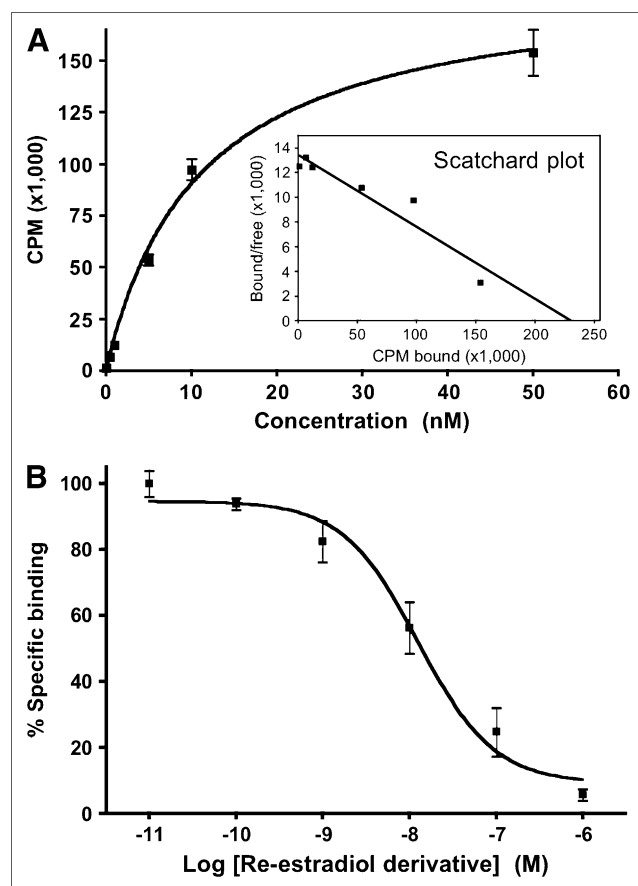 A
CPM (x1,000)
150
125
100
75
50
25
0
0 10 20 30 40 50 60
Concentration (nM)
Scatchard plot
Bound/free (x1,000)
14
12
10
8
6
4
2
0
0 50 100 150 200 250
CPM bound (x1,000)
B
% Specific binding
100
80
60
40
20
0
-11 -10 -9 -8 -7 -6
Log [Re-estradiol derivative] (M)